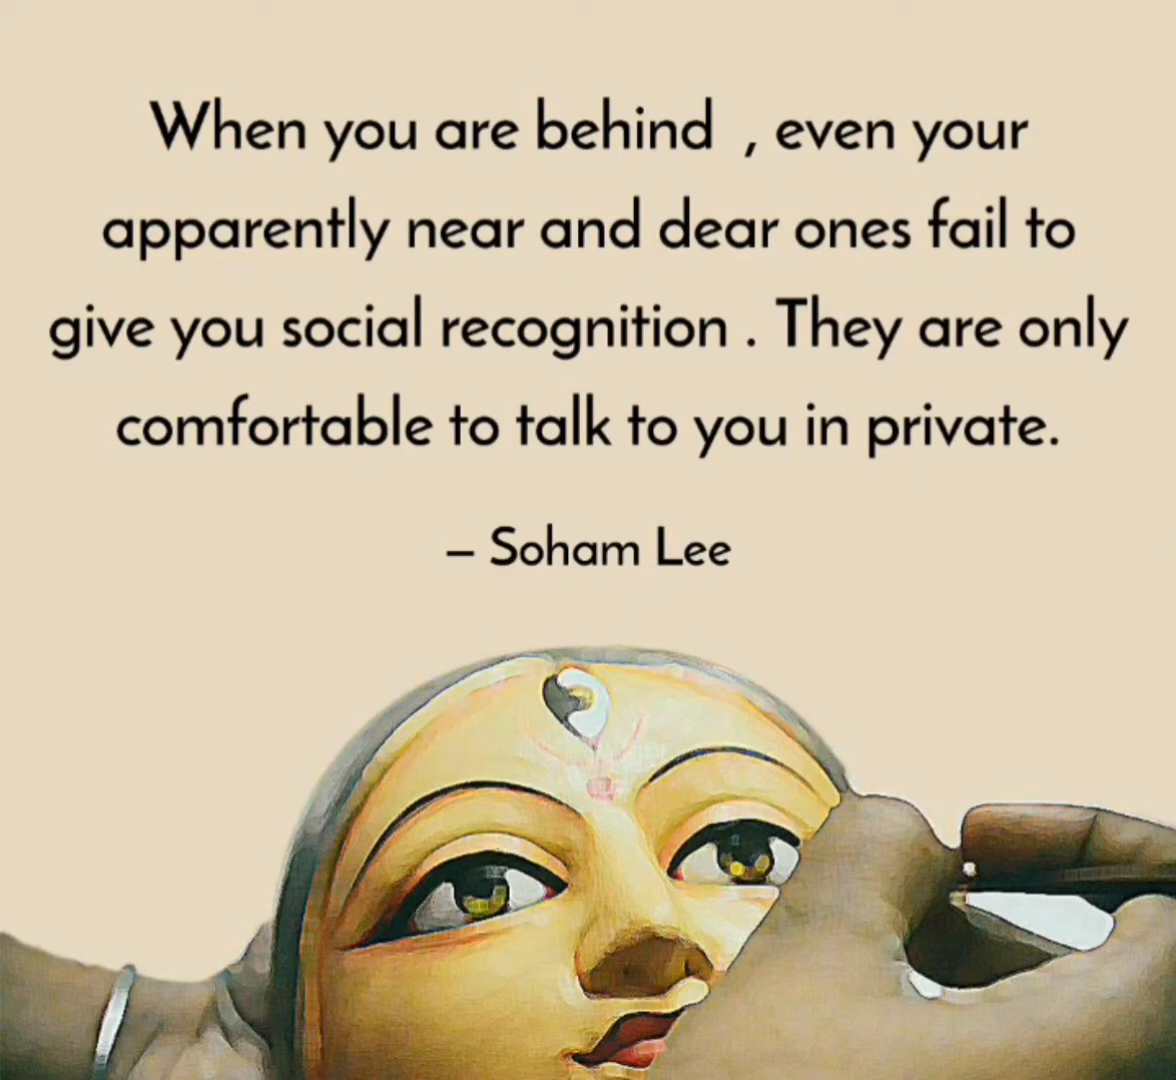 When you are behind , even your
apparently near and dear ones fail to
give you social recognition . They are only
comfortable to talk to you in private.
– Soham Lee